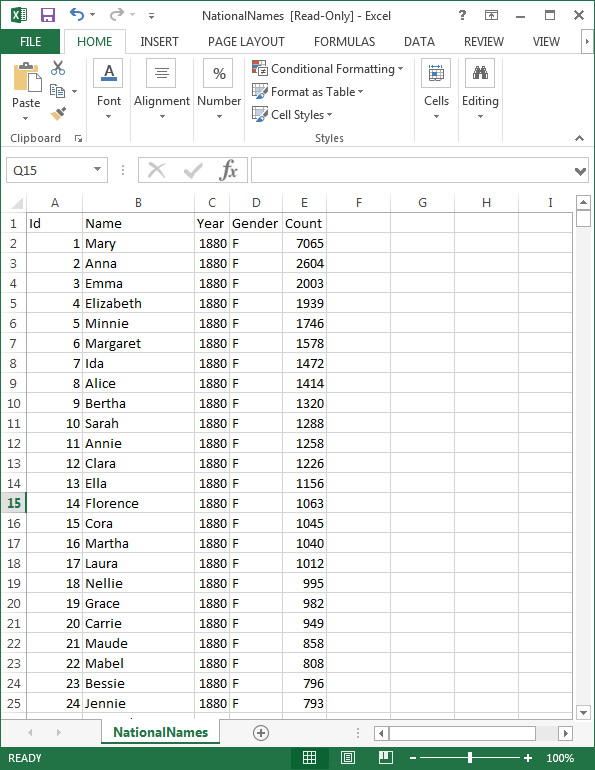 NationalNames [Read-Only] - Excel
FILE HOME INSERT PAGE LAYOUT FORMULAS DATA REVIEW VIEW
Paste Font Alignment Number Conditional Formatting Format as Table Cell Styles Cells Editing
Clipboard Styles
Q15 fx
A B C D E F G H I
1 Id Name Year Gender Count
2 1 Mary 1880 F 7065
3 2 Anna 1880 F 2604
4 3 Emma 1880 F 2003
5 4 Elizabeth 1880 F 1939
6 5 Minnie 1880 F 1746
7 6 Margaret 1880 F 1578
8 7 Ida 1880 F 1472
9 8 Alice 1880 F 1414
10 9 Bertha 1880 F 1320
11 10 Sarah 1880 F 1288
12 11 Annie 1880 F 1258
13 12 Clara 1880 F 1226
14 13 Ella 1880 F 1156
15 14 Florence 1880 F 1063
16 15 Cora 1880 F 1045
17 16 Martha 1880 F 1040
18 17 Laura 1880 F 1012
19 18 Nellie 1880 F 995
20 19 Grace 1880 F 982
21 20 Carrie 1880 F 949
22 21 Maude 1880 F 858
23 22 Mabel 1880 F 808
24 23 Bessie 1880 F 796
25 24 Jennie 1880 F 793
NationalNames
READY 100%